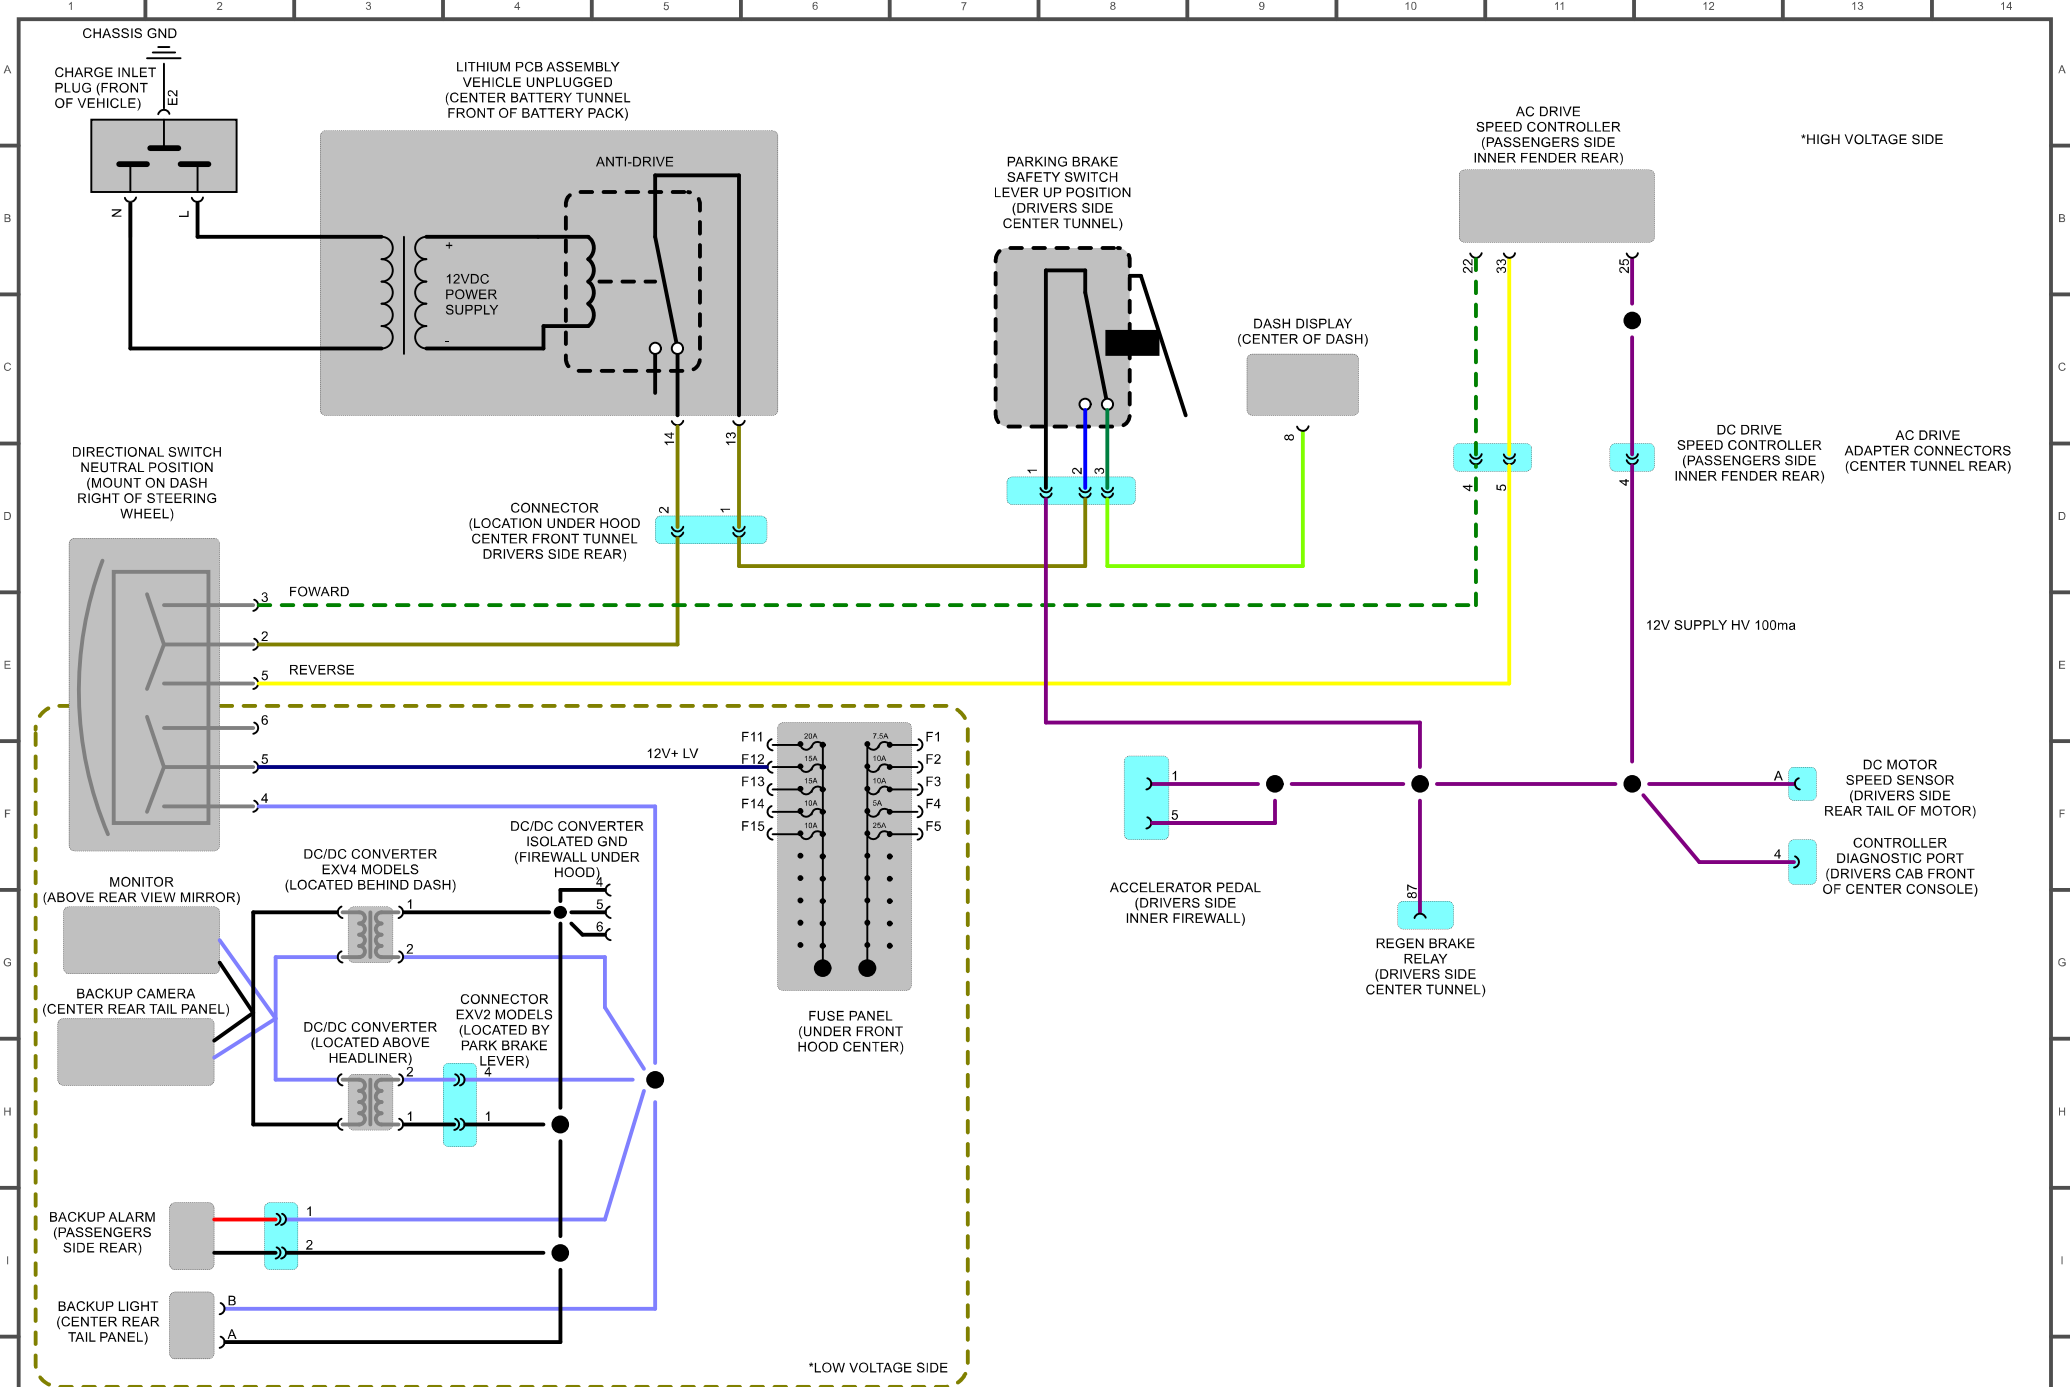 1 2 3 4 5 6 7 8 9 10 11 12 13 14
A
B
C
D
E
F
G
H
I
A
B
C
D
E
F
G
H
I
CHASSIS GND
E2
CHARGE INLET
PLUG (FRONT
OF VEHICLE)
N
L
LITHIUM PCB ASSEMBLY
VEHICLE UNPLUGGED
(CENTER BATTERY TUNNEL
FRONT OF BATTERY PACK)
ANTI-DRIVE
+
12VDC
POWER
SUPPLY
-
14
13
PARKING BRAKE
SAFETY SWITCH
LEVER UP POSITION
(DRIVERS SIDE
CENTER TUNNEL)
1
2
3
DASH DISPLAY
(CENTER OF DASH)
8
AC DRIVE
SPEED CONTROLLER
(PASSENGERS SIDE
INNER FENDER REAR)
22
33
25
*HIGH VOLTAGE SIDE
4
5
4
DC DRIVE
SPEED CONTROLLER
(PASSENGERS SIDE
INNER FENDER REAR)
AC DRIVE
ADAPTER CONNECTORS
(CENTER TUNNEL REAR)
DIRECTIONAL SWITCH
NEUTRAL POSITION
(MOUNT ON DASH
RIGHT OF STEERING
WHEEL)
CONNECTOR
(LOCATION UNDER HOOD
CENTER FRONT TUNNEL
DRIVERS SIDE REAR)
2
1
3
FOWARD
2
5
REVERSE
6
5
4
12V+ LV
12V SUPPLY HV 100ma
F11 20A 7.5A F1
F12 15A 10A F2
F13 15A 10A F3
F14 10A 5A F4
F15 10A 25A F5
FUSE PANEL
(UNDER FRONT
HOOD CENTER)
1
5
ACCELERATOR PEDAL
(DRIVERS SIDE
INNER FIREWALL)
87
REGEN BRAKE
RELAY
(DRIVERS SIDE
CENTER TUNNEL)
A
DC MOTOR
SPEED SENSOR
(DRIVERS SIDE
REAR TAIL OF MOTOR)
4
CONTROLLER
DIAGNOSTIC PORT
(DRIVERS CAB FRONT
OF CENTER CONSOLE)
DC/DC CONVERTER
ISOLATED GND
(FIREWALL UNDER
HOOD)
4
5
6
DC/DC CONVERTER
EXV4 MODELS
(LOCATED BEHIND DASH)
1
2
MONITOR
(ABOVE REAR VIEW MIRROR)
BACKUP CAMERA
(CENTER REAR TAIL PANEL)
DC/DC CONVERTER
(LOCATED ABOVE
HEADLINER)
2
1
CONNECTOR
EXV2 MODELS
(LOCATED BY
PARK BRAKE
LEVER)
4
1
BACKUP ALARM
(PASSENGERS
SIDE REAR)
1
2
BACKUP LIGHT
(CENTER REAR
TAIL PANEL)
B
A
*LOW VOLTAGE SIDE